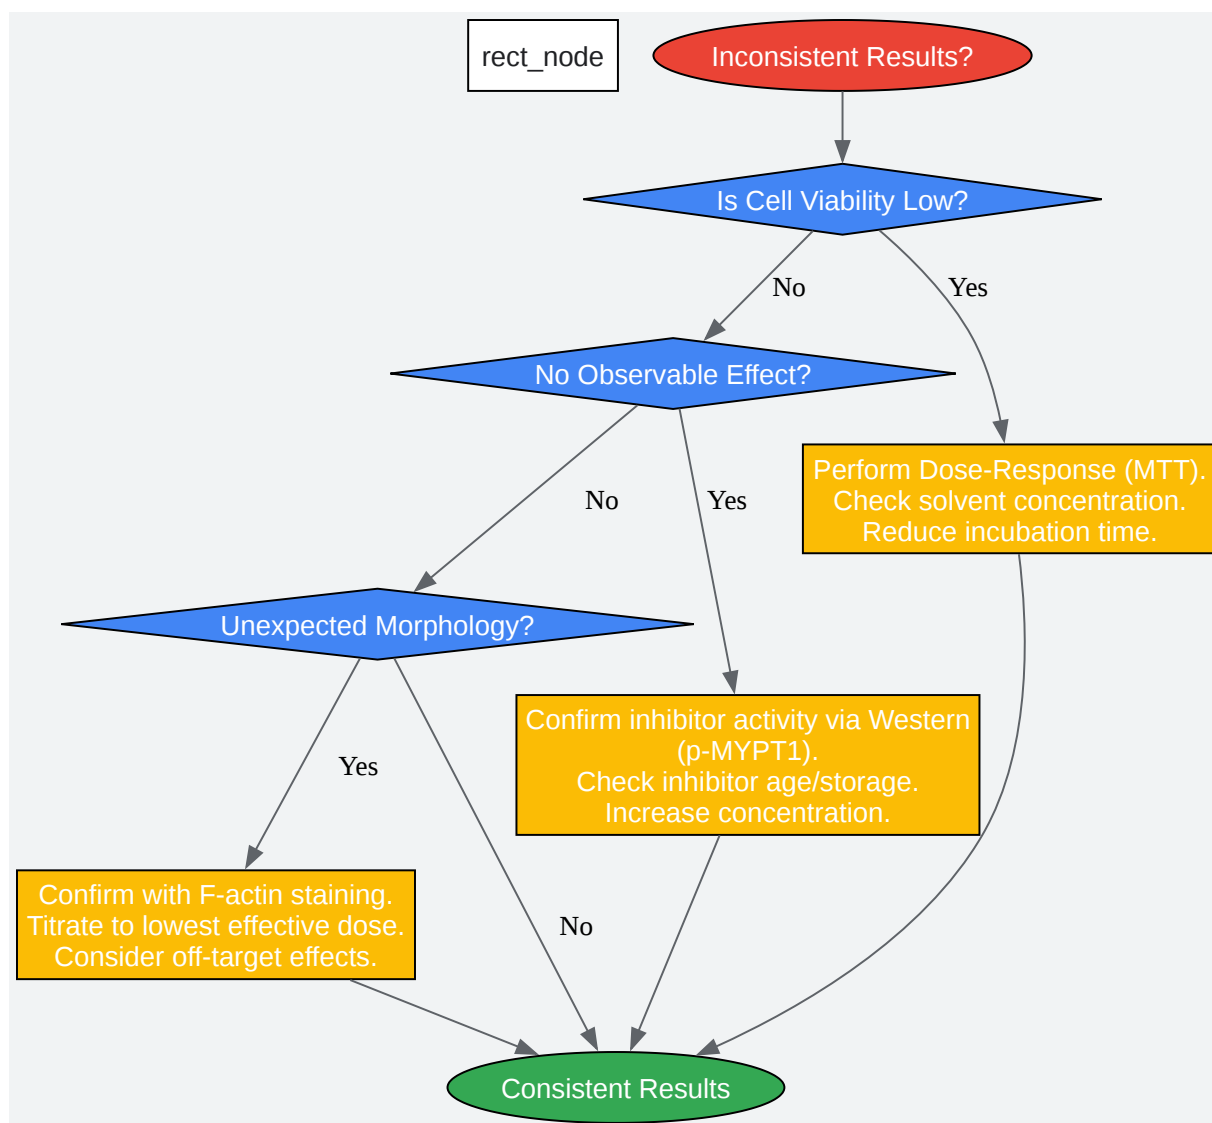 rect_node
Inconsistent Results?
Is Cell Viability Low?
No
Yes
No Observable Effect?
Perform Dose-Response (MTT).
Check solvent concentration.
Reduce incubation time.
No
Yes
Unexpected Morphology?
Confirm inhibitor activity via Western
(p-MYPT1).
Check inhibitor age/storage.
Increase concentration.
Yes
Confirm with F-actin staining.
Titrate to lowest effective dose.
Consider off-target effects.
No
Consistent Results